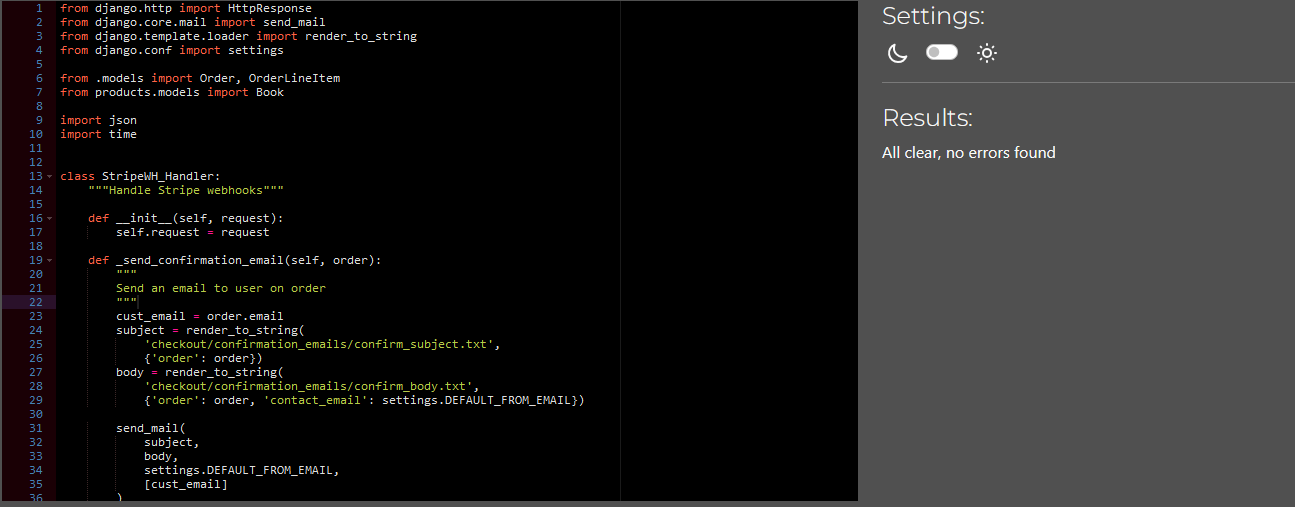 1 from django.http import HttpResponse
2 from django.core.mail import send_mail
3 from django.template.loader import render_to_string
4 from django.conf import settings
5
6 from .models import Order, OrderLineItem
7 from products.models import Book
8
9 import json
10 import time
11
12
13 class StripeWH_Handler:
14     """Handle Stripe webhooks"""
15
16     def __init__(self, request):
17         self.request = request
18
19     def _send_confirmation_email(self, order):
20         """
21         Send an email to user on order
22         """
23         cust_email = order.email
24         subject = render_to_string(
25             'checkout/confirmation_emails/confirm_subject.txt',
26             {'order': order})
27         body = render_to_string(
28             'checkout/confirmation_emails/confirm_body.txt',
29             {'order': order, 'contact_email': settings.DEFAULT_FROM_EMAIL})
30
31         send_mail(
32             subject,
33             body,
34             settings.DEFAULT_FROM_EMAIL,
35             [cust_email]
36         )
Settings:
Results:
All clear, no errors found